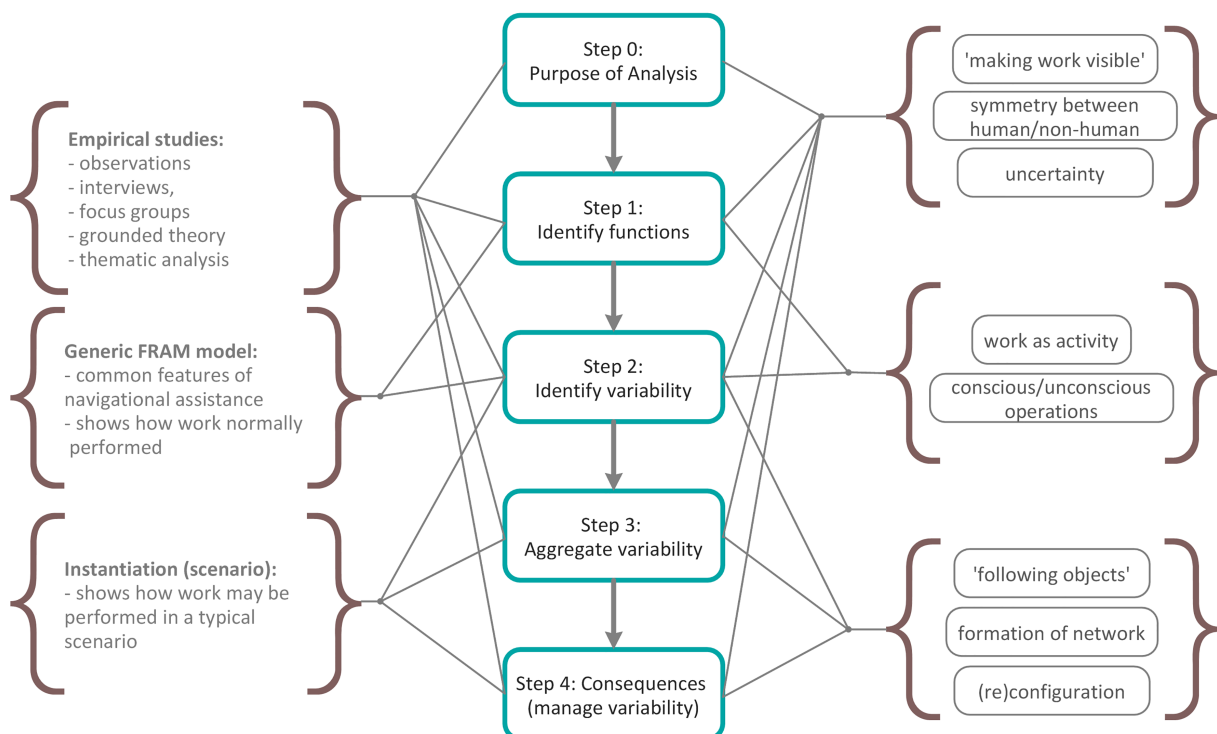 Empirical studies:
- observations
- interviews,
- focus groups
- grounded theory
- thematic analysis
Generic FRAM model:
- common features of
navigational assistance
- shows how work normally
performed
Instantiation (scenario):
- shows how work may be
performed in a typical
scenario
Step 0:
Purpose of Analysis
Step 1:
Identify functions
Step 2:
Identify variability
Step 3:
Aggregate variability
Step 4: Consequences
(manage variability)
'making work visible'
symmetry between
human/non-human
uncertainty
work as activity
conscious/unconscious
operations
'following objects'
formation of network
(re)configuration